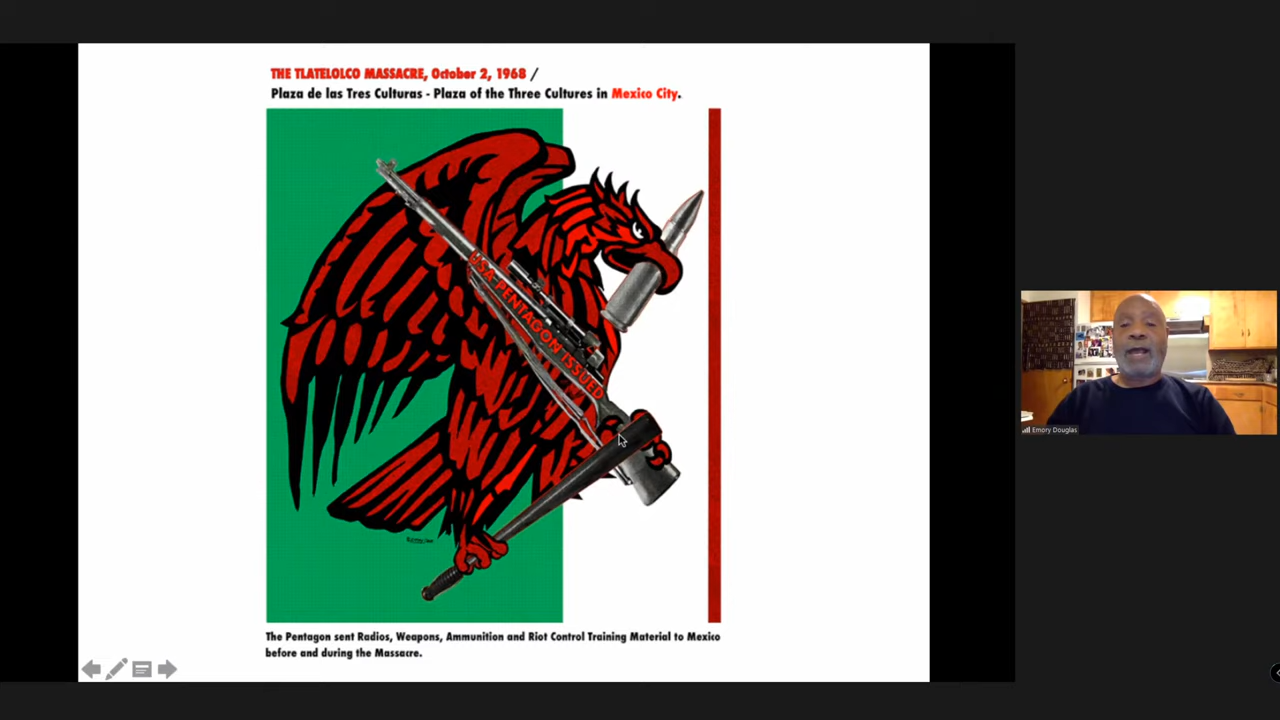 THE TLATELOLCO MASSACRE, October 2, 1968 /
Plaza de las Tres Culturas - Plaza of the Three Cultures in Mexico City.
USA-PENTAGON ISSUED
The Pentagon sent Radios, Weapons, Ammunition and Riot Control Training Material to Mexico
before and during the Massacre.
Emory Douglas